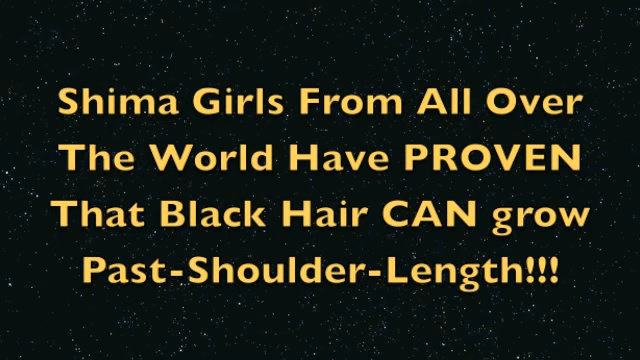 Shima Girls From All Over
The World Have PROVEN
That Black Hair CAN grow
Past-Shoulder-Length!!!